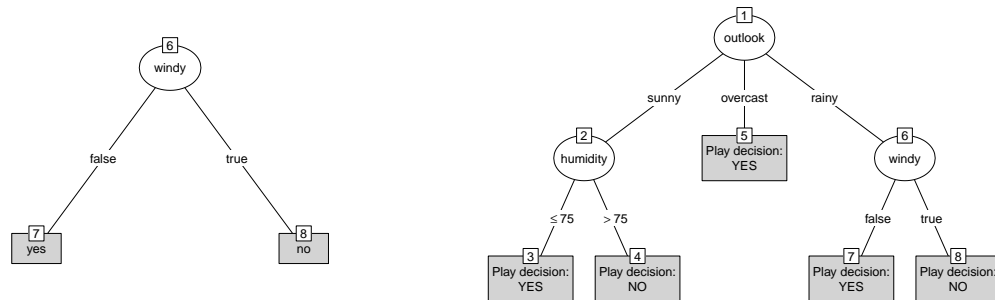 6
windy
false
true
7
yes
8
no
1
outlook
sunny
overcast
rainy
2
humidity
5
Play decision:
YES
6
windy
≤ 75
> 75
false
true
3
Play decision:
YES
4
Play decision:
NO
7
Play decision:
YES
8
Play decision:
NO